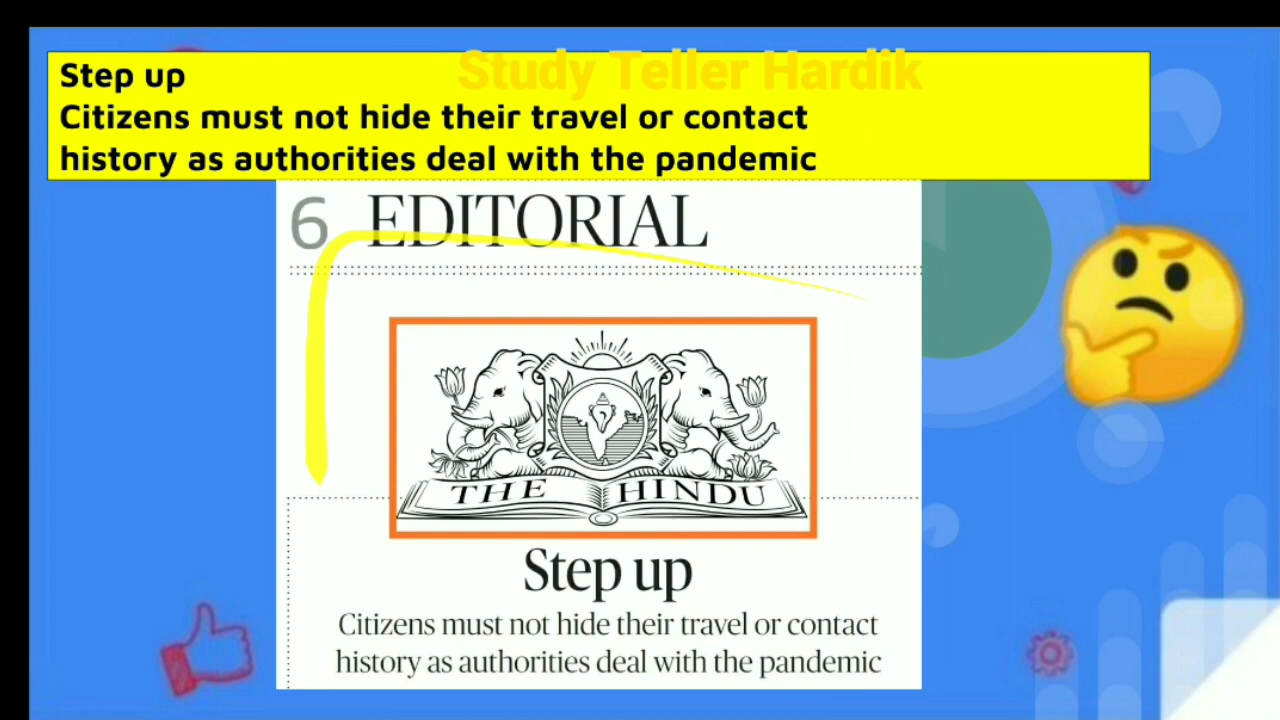 Study Teller Hardik
Step up
Citizens must not hide their travel or contact
history as authorities deal with the pandemic
6 EDITORIAL
THE HINDU
Step up
Citizens must not hide their travel or contact
history as authorities deal with the pandemic